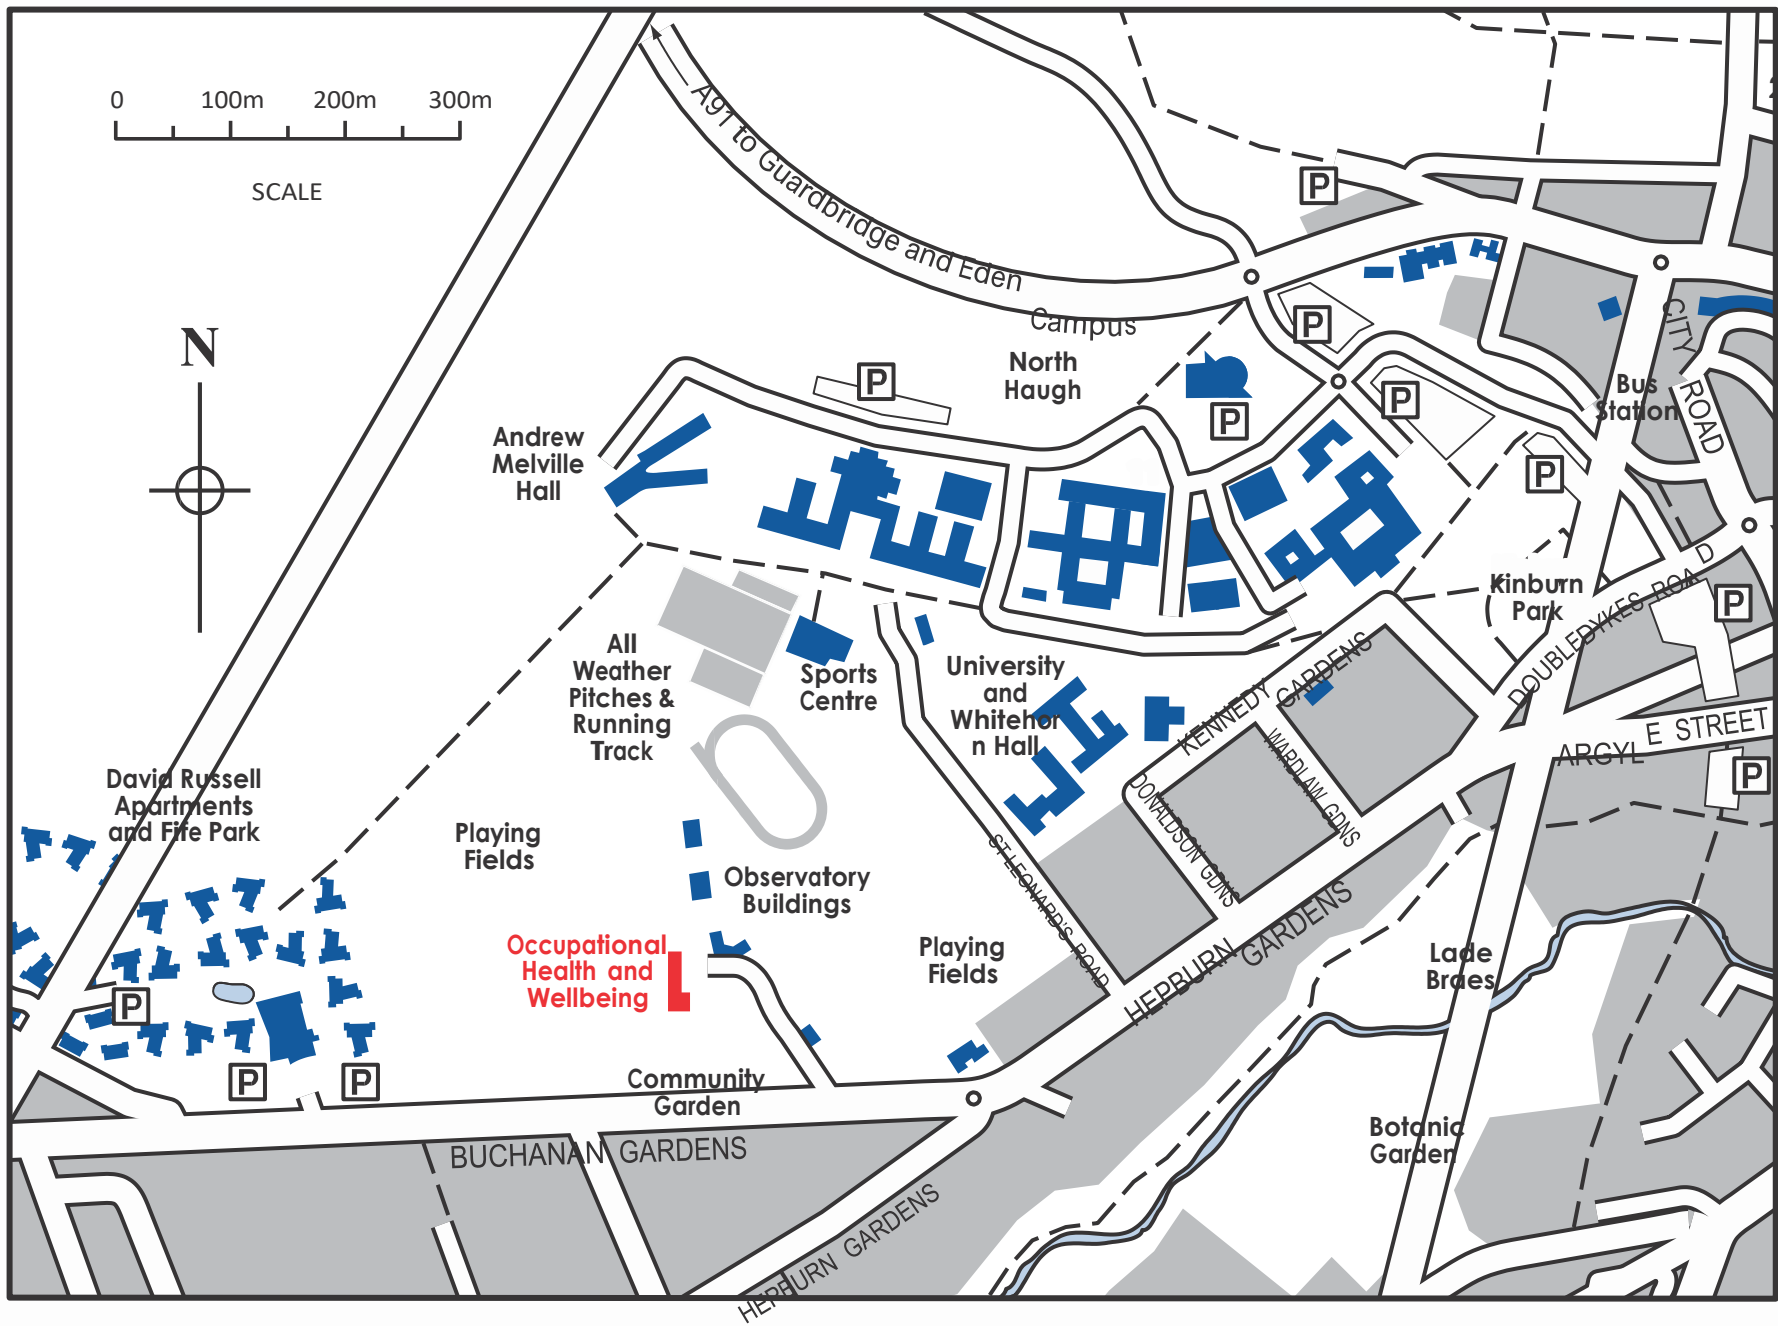 0 100m 200m 300m
SCALE
N
A91 to Guardbridge and Eden
Campus
P
P
P
P
P
P
P
P
P
P
P
North
Haugh
Andrew
Melville
Hall
Bus
Station
CITY ROAD
Kinburn
Park
DOUBLEDYKES ROAD
All
Weather
Pitches &
Running
Track
Sports
Centre
University
and
Whitehor
n Hall
KENNEDY GARDENS
WARDLAW GDNS
DONALDSON GDNS
ARGYLE STREET
David Russell
Apartments
and Fife Park
Playing
Fields
Observatory
Buildings
ST LEONARD'S ROAD
HEPBURN GARDENS
Occupational
Health and
Wellbeing
Playing
Fields
Lade
Braes
Community
Garden
Botanic
Garden
BUCHANAN GARDENS
HEPBURN GARDENS